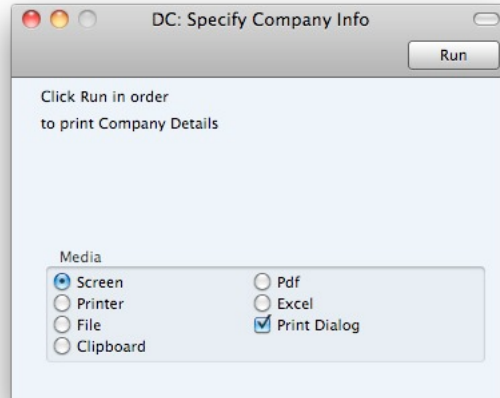 DC: Specify Company Info
Run
Click Run in order
to print Company Details
Media
Screen
Pdf
Printer
Excel
File
Print Dialog
Clipboard